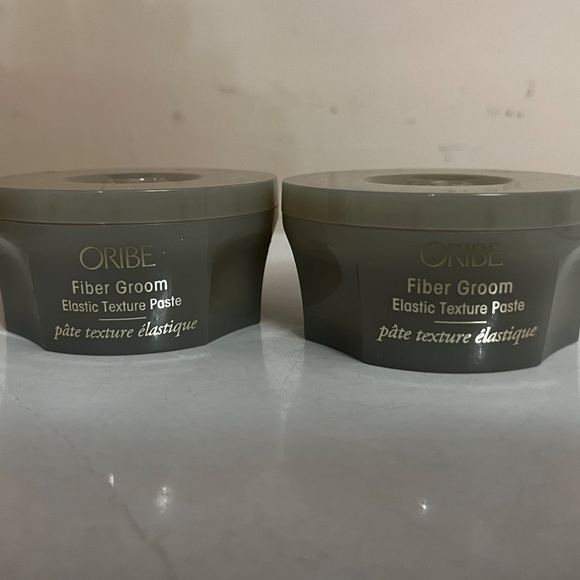 ORIBE
Fiber Groom
Elastic Texture Paste
pâte texture élastique
ORIBE
Fiber Groom
Elastic Texture Paste
pâte texture élastique